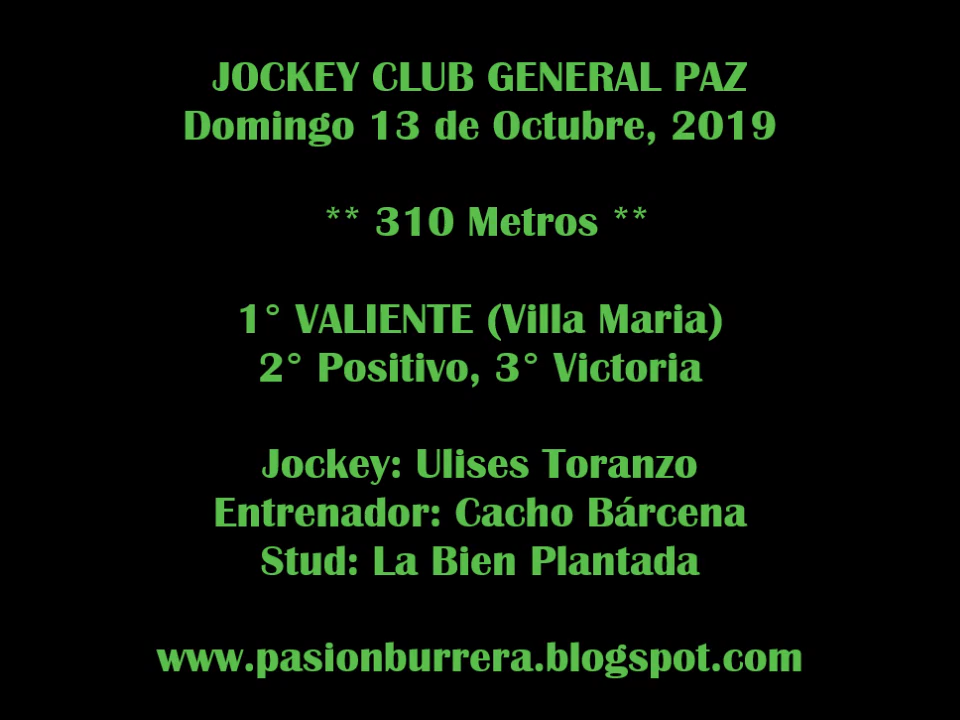 JOCKEY CLUB GENERAL PAZ
Domingo 13 de Octubre, 2019
** 310 Metros **
1° VALIENTE (Villa Maria)
2° Positivo, 3° Victoria
Jockey: Ulises Toranzo
Entrenador: Cacho Bárcena
Stud: La Bien Plantada
www.pasionburrera.blogspot.com